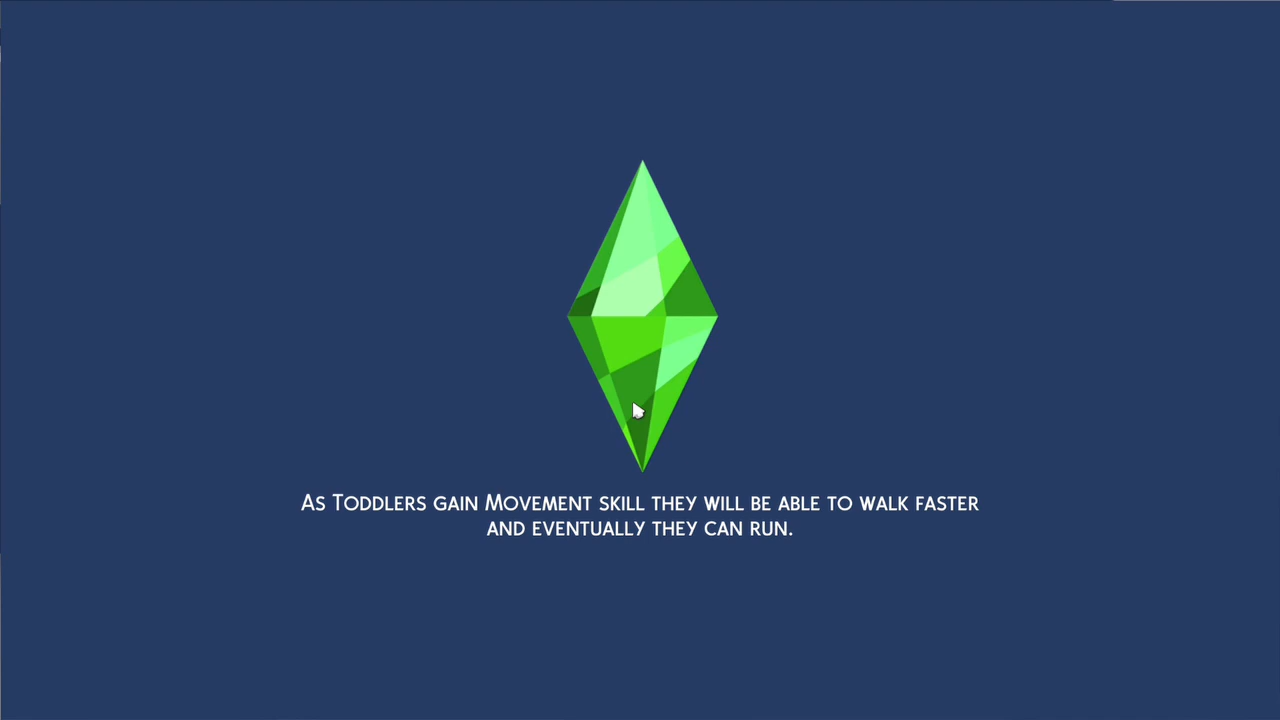 As Toddlers gain Movement skill they will be able to walk faster
and eventually they can run.